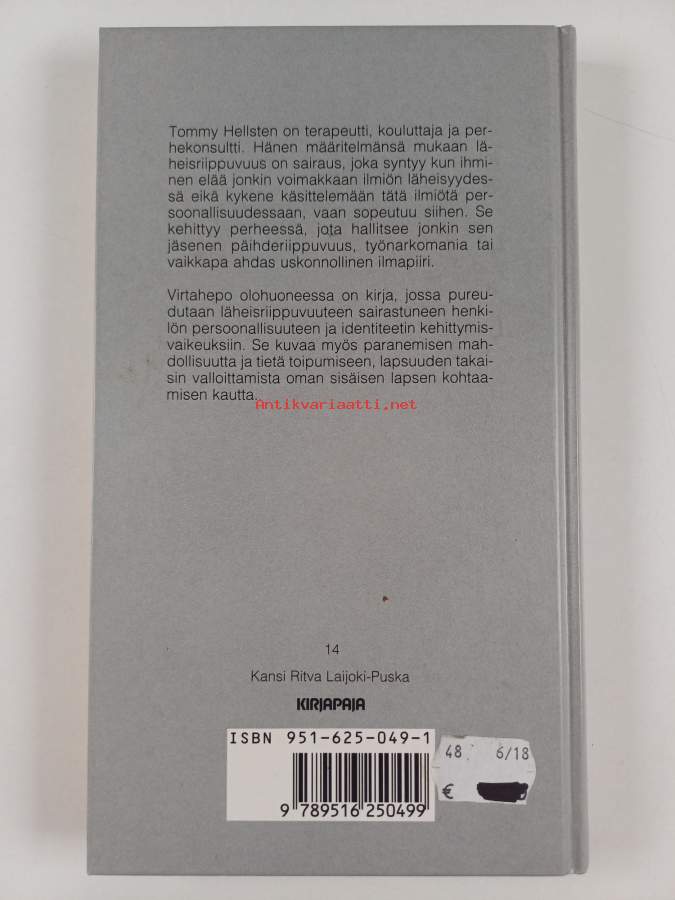 Tommy Hellsten on terapeutti, kouluttaja ja per-
hekonsultti. Hänen määritelmänsä mukaan lä-
heisriippuvuus on sairaus, joka syntyy kun ihmi-
nen elää jonkin voimakkaan ilmiön läheisyydes-
sä eikä kykene käsittelemään tätä ilmiötä per-
soonallisuudessaan, vaan sopeutuu siihen. Se
kehittyy perheessä, jota hallitsee jonkin sen
jäsenen päihderiippuvuus, työnarkomania tai
vaikkapa ahdas uskonnollinen ilmapiiri.
Virtahepo olohuoneessa on kirja, jossa pureu-
dutaan läheisriippuvuuteen sairastuneen henki-
lön persoonallisuuteen ja identiteetin kehittymis-
vaikeuksiin. Se kuvaa myös paranemisen mah-
dollisuutta ja tietä toipumiseen, lapsuuden takai-
sin valloittamista oman sisäisen lapsen kohtaa-
misen kautta.
Antikvariaatti.net
14
Kansi Ritva Laijoki-Puska
KIRJAPAJA
ISBN 951-625-049-1
48 6/18
€
9 789516 250499